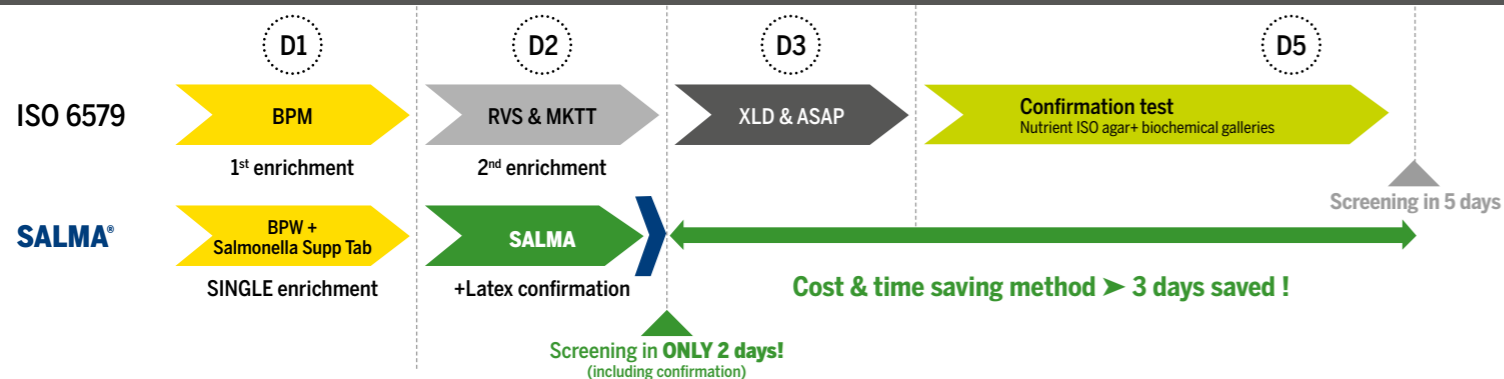 D1
D2
D3
D5
ISO 6579
BPM
RVS & MKTT
XLD & ASAP
Confirmation test
Nutrient ISO agar+ biochemical galleries
1st enrichment
2nd enrichment
Screening in 5 days
SALMA®
BPW +
Salmonella Supp Tab
SALMA
SINGLE enrichment
+Latex confirmation
Cost & time saving method ➤ 3 days saved !
Screening in ONLY 2 days!
(including confirmation)